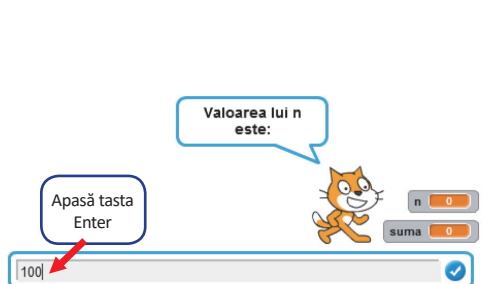 Valoarea lui n
este:
Apasă tasta
Enter
n 0
suma 0
100